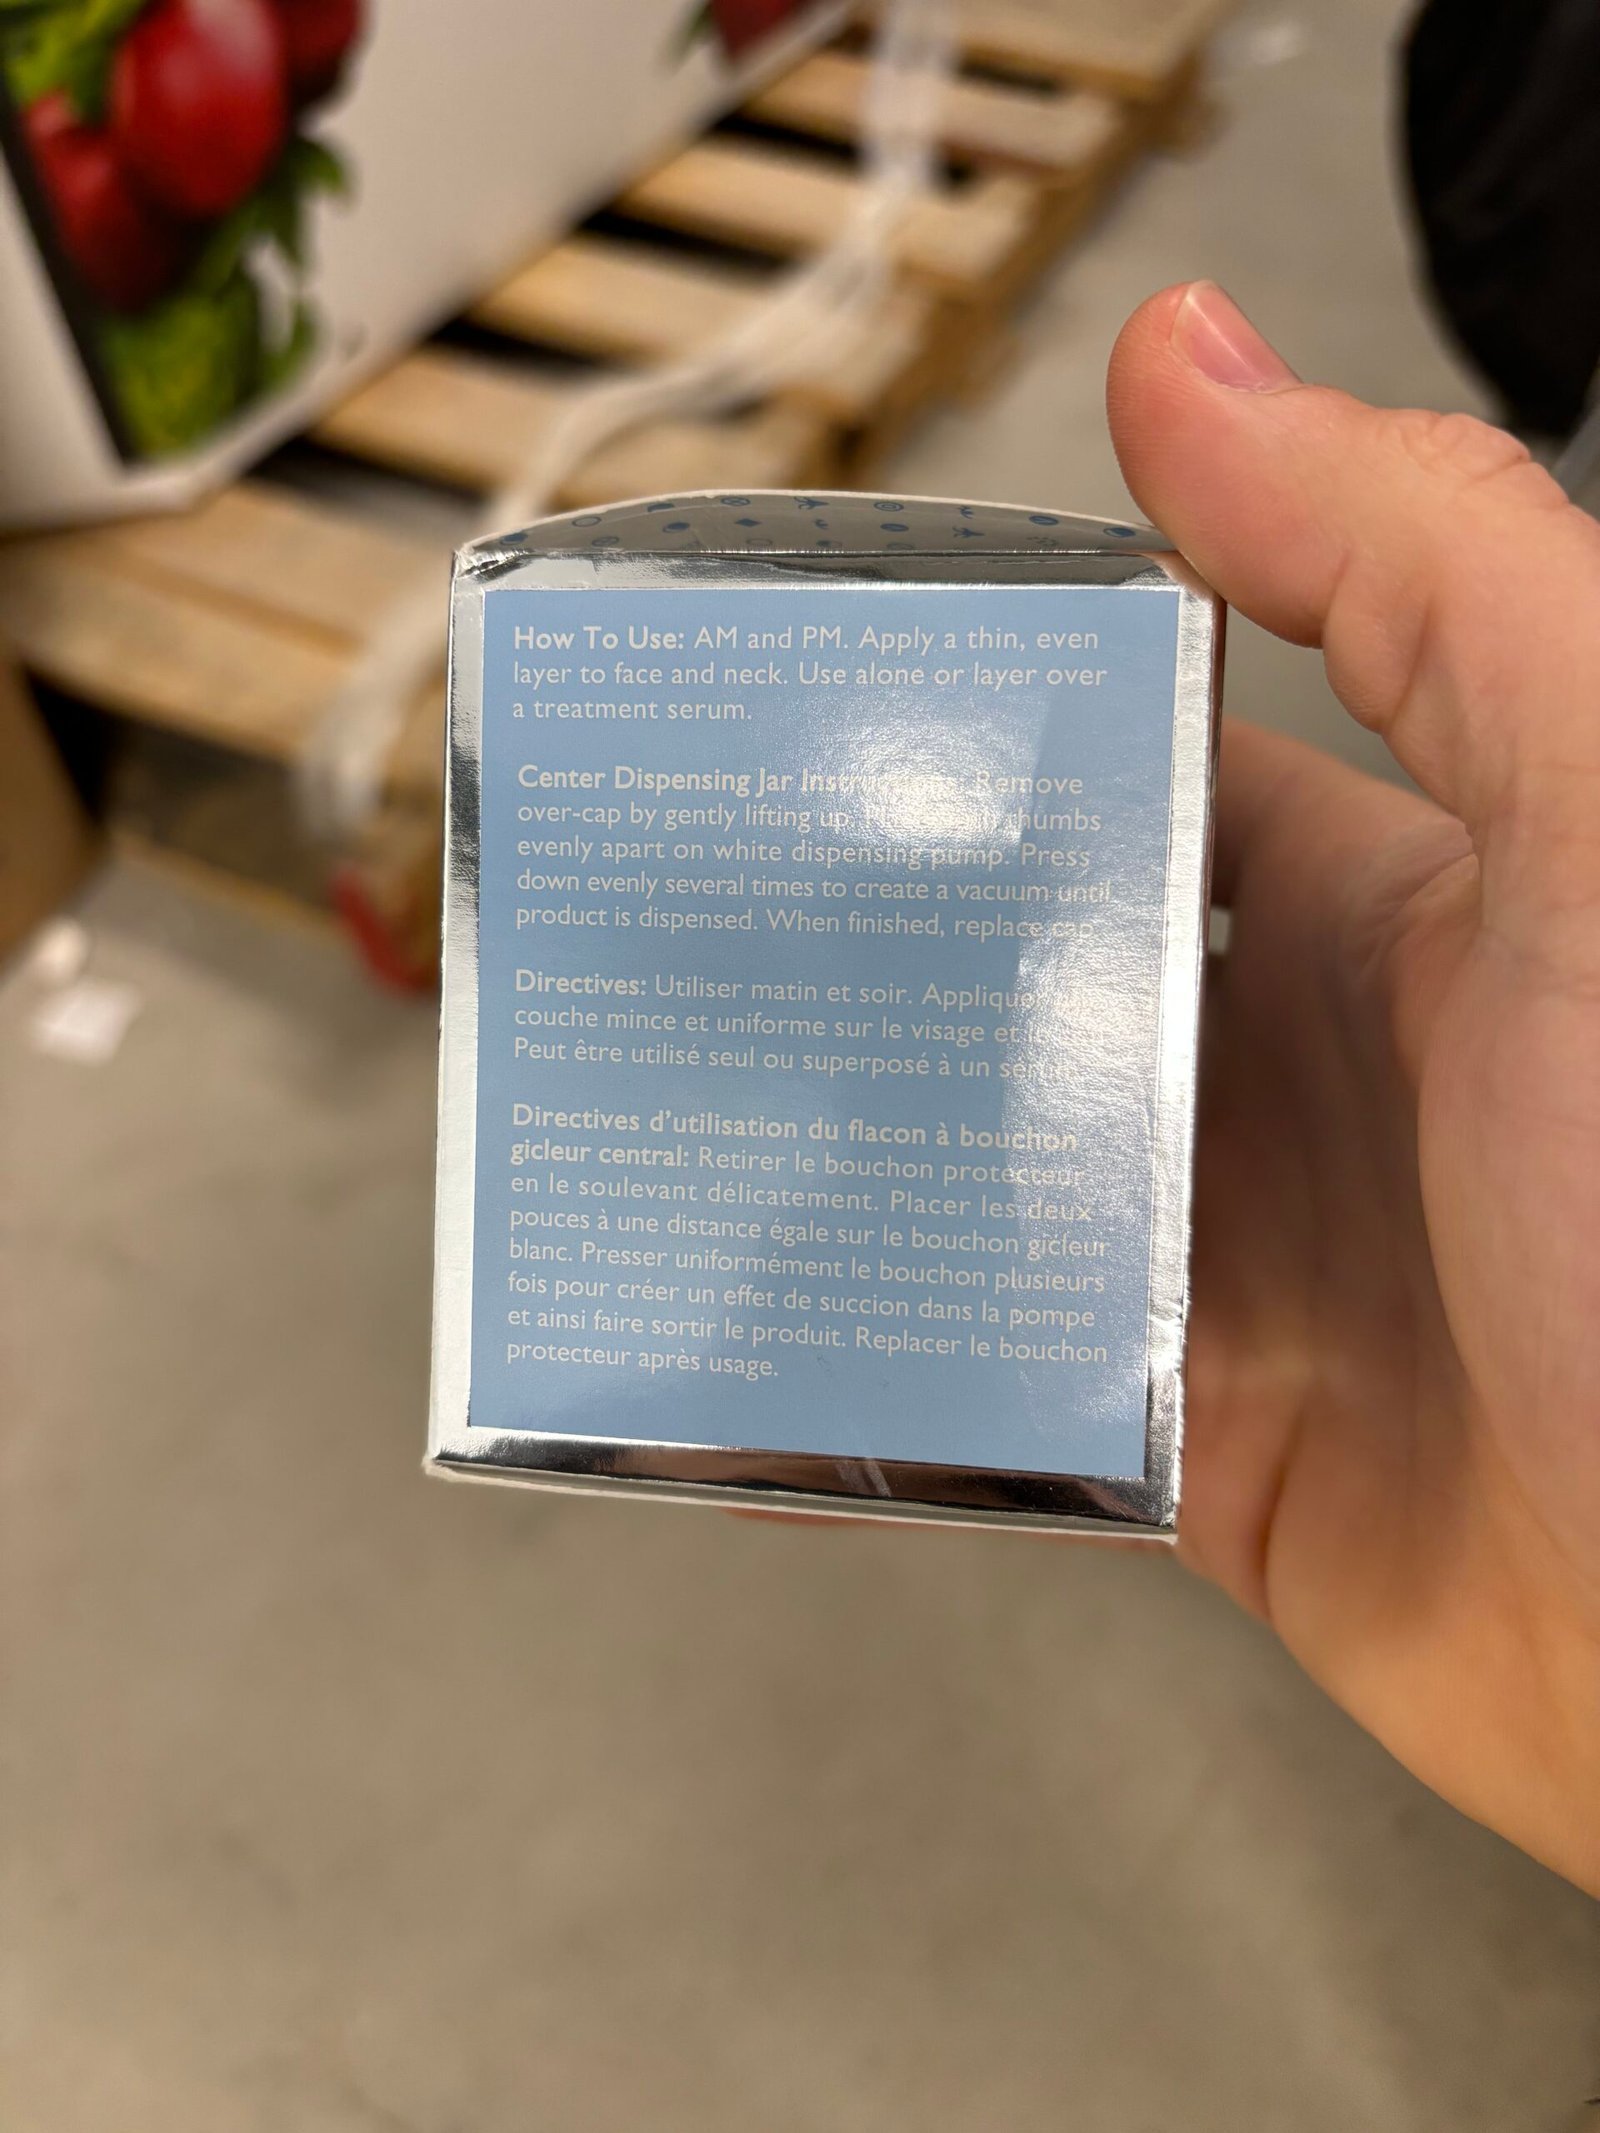 How To Use: AM and PM. Apply a thin, even
layer to face and neck. Use alone or layer over
a treatment serum.
Center Dispensing Jar Remove
over-cap by gently lifting up. thumbs
evenly apart on white dispensing pump. Press
down evenly several times to create a vacuum until
product is dispensed. When finished, replace cap
Directives: Utiliser matin et soir. Appliquer
couche mince et uniforme sur le visage et
Peut être utilisé seul ou superposé à un
Directives d'utilisation du flacon à bouchon
gicleur central: Retirer le bouchon protecteur
en le soulevant délicatement. Placer les deux
pouces à une distance égale sur le bouchon gicleur
blanc. Presser uniformément le bouchon plusieurs
fois pour créer un effet de succion dans la pompe
et ainsi faire sortir le produit. Replacer le bouchon
protecteur après usage.